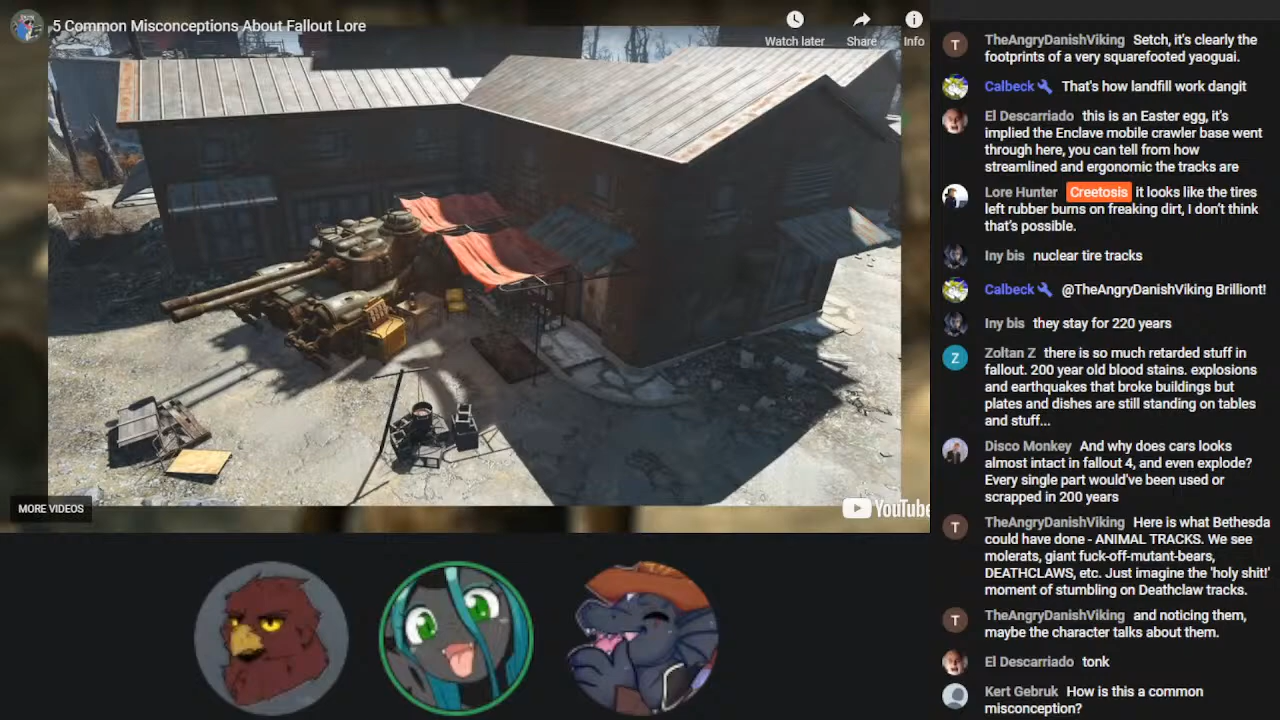 5 Common Misconceptions About Fallout Lore
Watch later
Share
Info
MORE VIDEOS
YouTube
T
TheAngryDanishViking Setch, it's clearly the
footprints of a very squarefooted yaoguai.
Calbeck That's how landfill work dangit
El Descarriado this is an Easter egg, it's
implied the Enclave mobile crawler base went
through here, you can tell from how
streamlined and ergonomic the tracks are
Lore Hunter Creetosis it looks like the tires
left rubber burns on freaking dirt, I don't think
that's possible.
Iny bis nuclear tire tracks
Calbeck @TheAngryDanishViking Brilliont!
Iny bis they stay for 220 years
Z
Zoltan Z there is so much retarded stuff in
fallout. 200 year old blood stains. explosions
and earthquakes that broke buildings but
plates and dishes are still standing on tables
and stuff...
Disco Monkey And why does cars looks
almost intact in fallout 4, and even explode?
Every single part would've been used or
scrapped in 200 years
T
TheAngryDanishViking Here is what Bethesda
could have done - ANIMAL TRACKS. We see
molerats, giant fuck-off-mutant-bears,
DEATHCLAWS, etc. Just imagine the 'holy shit!'
moment of stumbling on Deathclaw tracks.
T
TheAngryDanishViking and noticing them,
maybe the character talks about them.
El Descarriado tonk
Kert Gebruk How is this a common
misconception?